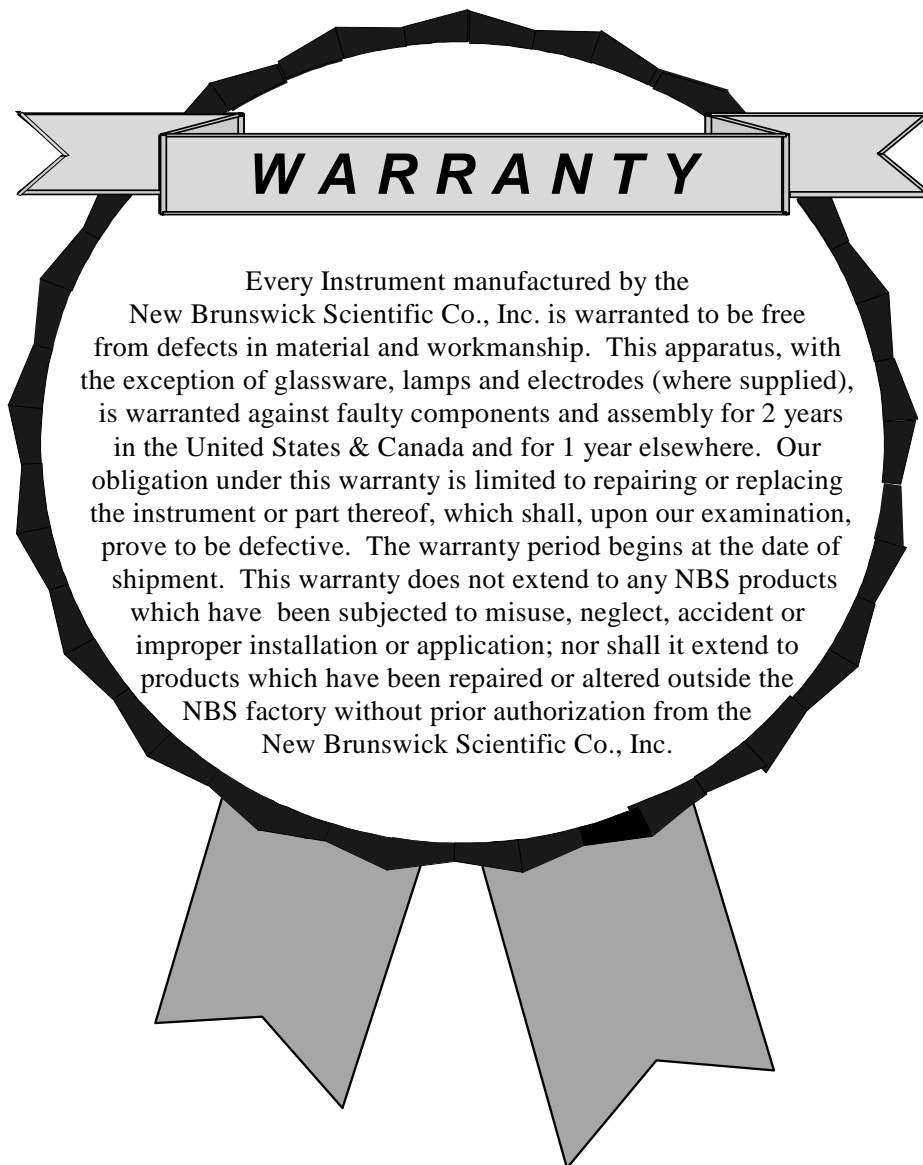 WARRANTY
Every Instrument manufactured by the
New Brunswick Scientific Co., Inc. is warranted to be free
from defects in material and workmanship.  This apparatus, with
the exception of glassware, lamps and electrodes (where supplied),
is warranted against faulty components and assembly for 2 years
in the United States & Canada and for 1 year elsewhere.  Our
obligation under this warranty is limited to repairing or replacing
the instrument or part thereof, which shall, upon our examination,
prove to be defective.  The warranty period begins at the date of
shipment.  This warranty does not extend to any NBS products
which have  been subjected to misuse, neglect, accident or
improper installation or application; nor shall it extend to
products which have been repaired or altered outside the
NBS factory without prior authorization from the
New Brunswick Scientific Co., Inc.